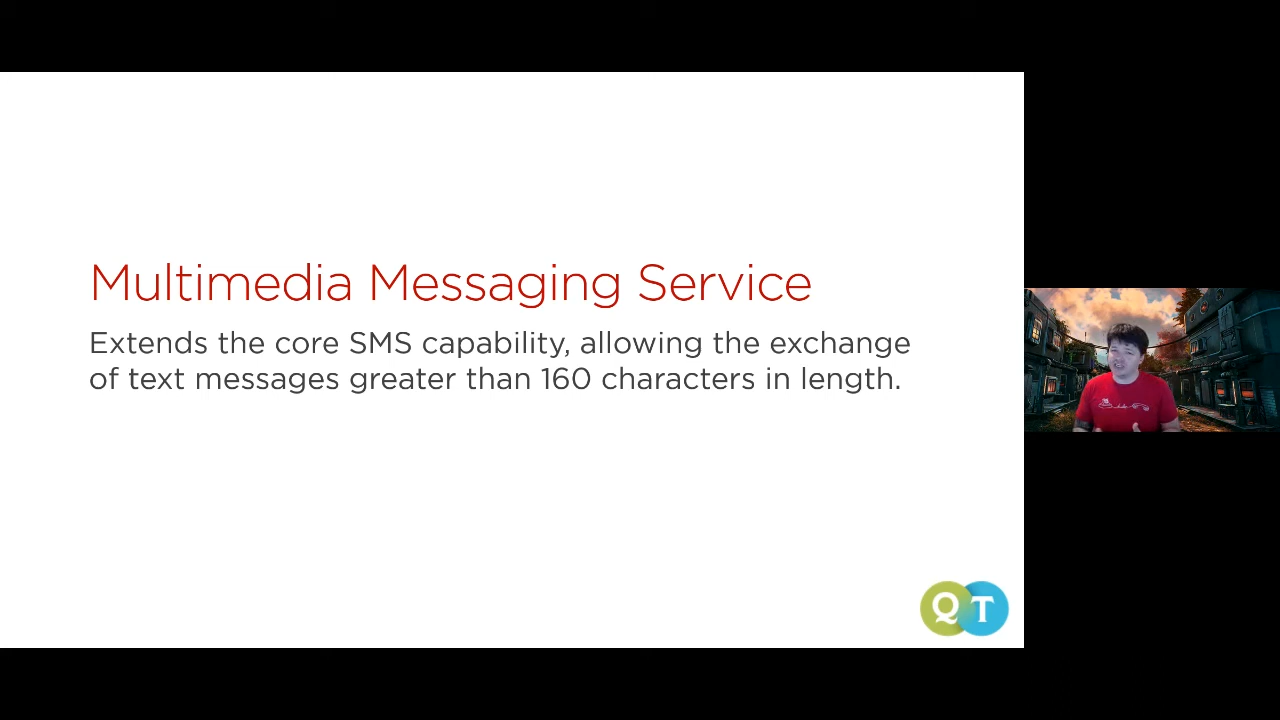 Multimedia Messaging Service
Extends the core SMS capability, allowing the exchange
of text messages greater than 160 characters in length.
QT